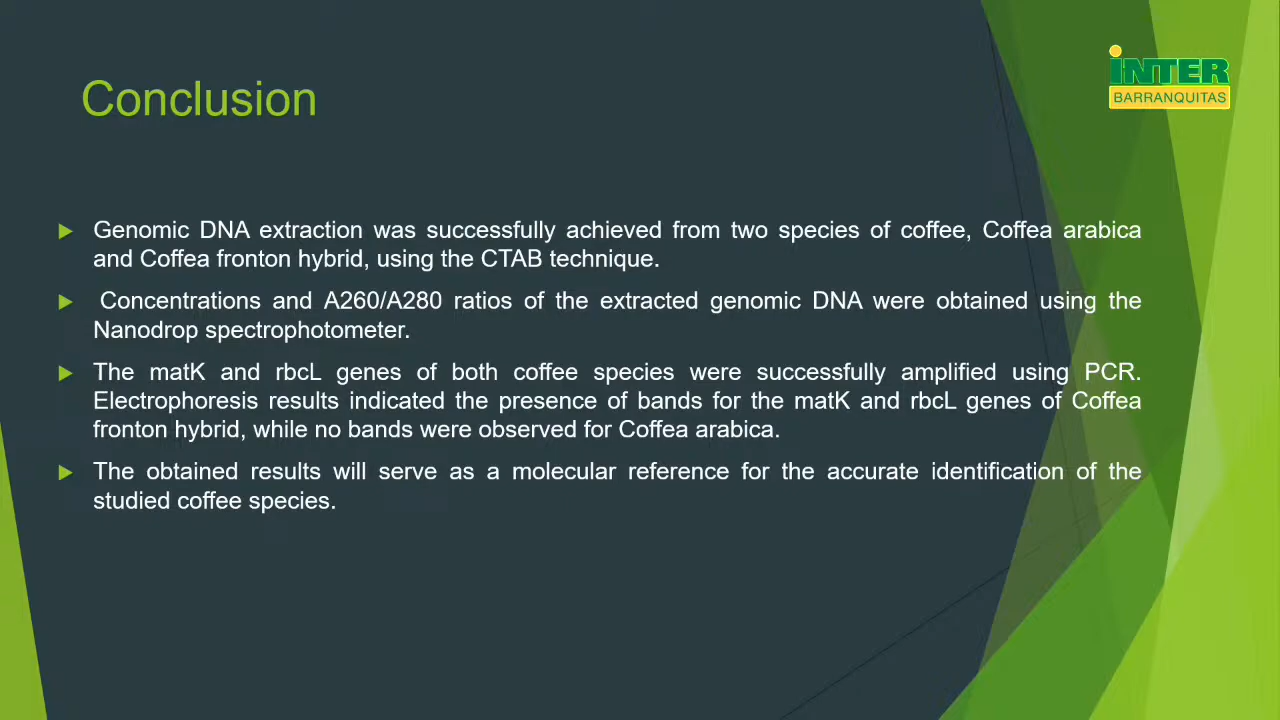 Conclusion
iNTER
BARRANQUITAS
Genomic DNA extraction was successfully achieved from two species of coffee, Coffea arabica
and Coffea fronton hybrid, using the CTAB technique.
Concentrations and A260/A280 ratios of the extracted genomic DNA were obtained using the
Nanodrop spectrophotometer.
The matK and rbcL genes of both coffee species were successfully amplified using PCR.
Electrophoresis results indicated the presence of bands for the matK and rbcL genes of Coffea
fronton hybrid, while no bands were observed for Coffea arabica.
The obtained results will serve as a molecular reference for the accurate identification of the
studied coffee species.